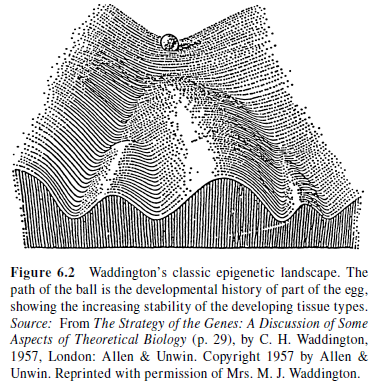 Figure 6.2 Waddington's classic epigenetic landscape. The
path of the ball is the developmental history of part of the egg,
showing the increasing stability of the developing tissue types.
Source: From The Strategy of the Genes: A Discussion of Some
Aspects of Theoretical Biology (p. 29), by C. H. Waddington,
1957, London: Allen & Unwin. Copyright 1957 by Allen &
Unwin. Reprinted with permission of Mrs. M. J. Waddington.